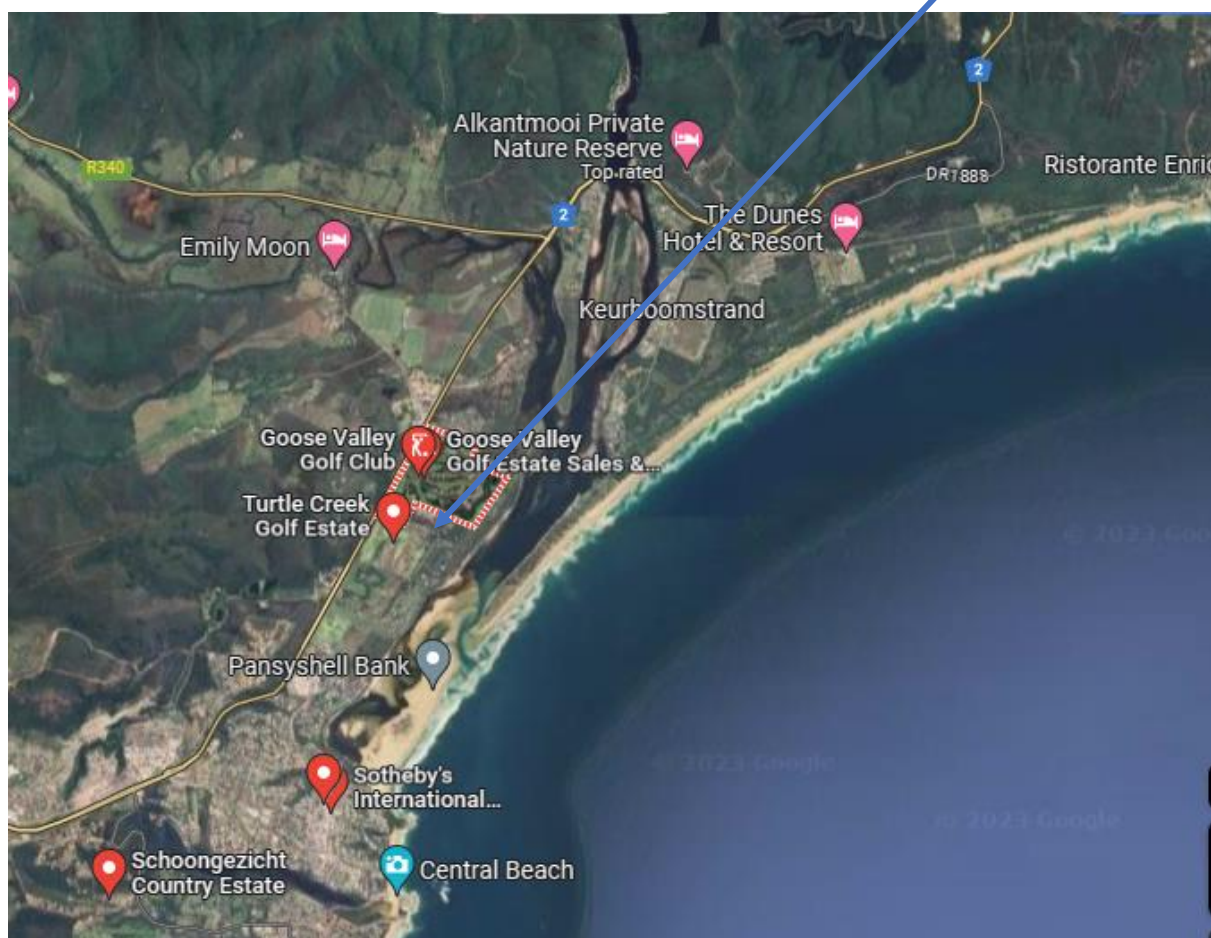 2
Alkantmooi Private
Nature Reserve
Top rated
R340
DR1888
Ristorante Enric
2
The Dunes
Hotel & Resort
Emily Moon
Keurboomstrand
Goose Valley
Golf Club
Goose Valley
Golf Estate Sales &...
Turtle Creek
Golf Estate
© 2023 Goo
Pansyshell Bank
© 2023 Google
Sotheby's
International...
© 2023 Google
Schoongezicht
Country Estate
Central Beach